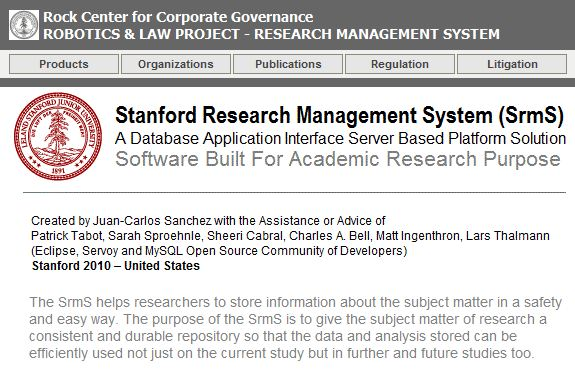 Rock Center for Corporate Governance
ROBOTICS & LAW PROJECT - RESEARCH MANAGEMENT SYSTEM
Products
Organizations
Publications
Regulation
Litigation
LELAND STANFORD JUNIOR UNIVERSITY
1891
Stanford Research Management System (SrmS)
A Database Application Interface Server Based Platform Solution
Software Built For Academic Research Purpose
Created by Juan-Carlos Sanchez with the Assistance or Advice of
Patrick Tabot, Sarah Sproehnle, Sheeri Cabral, Charles A. Bell, Matt Ingenthron, Lars Thalmann
(Eclipse, Servoy and MySQL Open Source Community of Developers)
Stanford 2010 – United States
The SrmS helps researchers to store information about the subject matter in a safety
and easy way. The purpose of the SrmS is to give the subject matter of research a
consistent and durable repository so that the data and analysis stored can be
efficiently used not just on the current study but in further and future studies too.